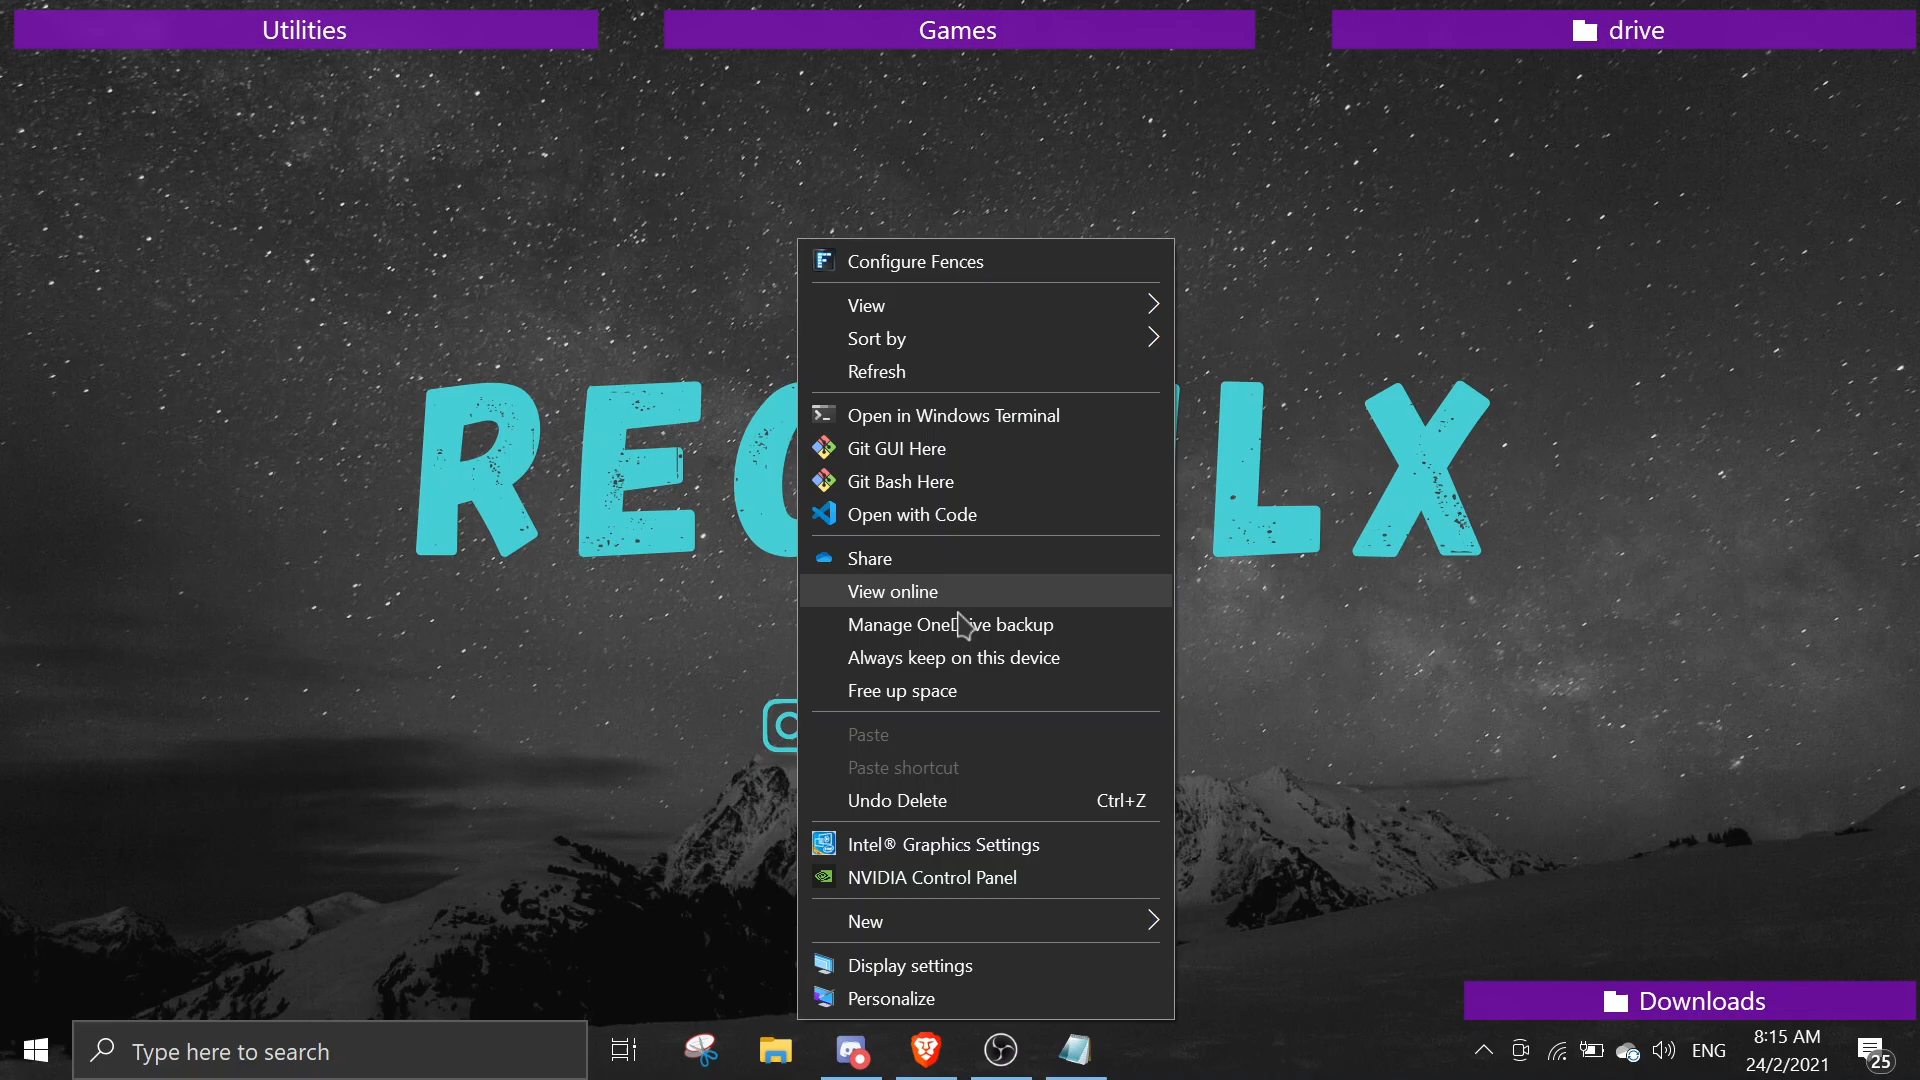 Utilities
Games
drive
Configure Fences
View
Sort by
Refresh
Open in Windows Terminal
Git GUI Here
Git Bash Here
Open with Code
Share
View online
Manage OneDrive backup
Always keep on this device
Free up space
Paste
Paste shortcut
Undo Delete Ctrl+Z
Intel® Graphics Settings
NVIDIA Control Panel
New
Display settings
Personalize
Downloads
Type here to search
ENG
8:15 AM
24/2/2021
25